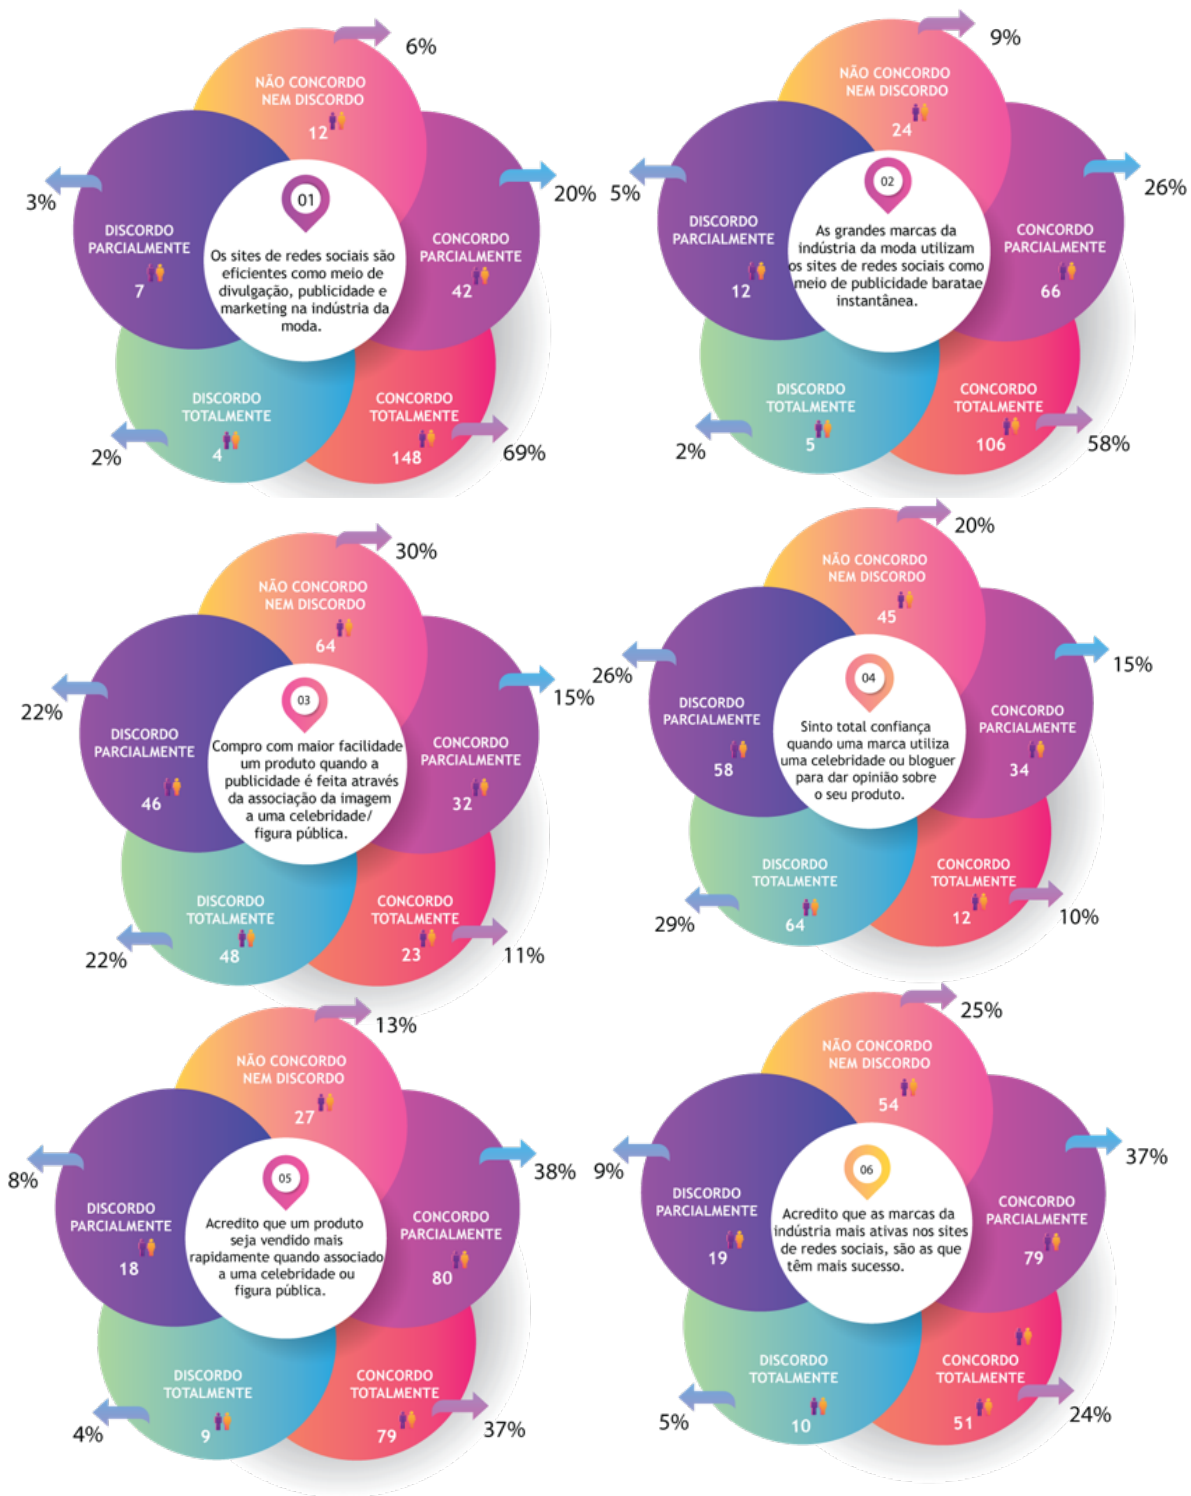 6%
NÃO CONCORDO
NEM DISCORDO
12
3%
DISCORDO
PARCIALMENTE
7
20%
CONCORDO
PARCIALMENTE
42
01
Os sites de redes sociais são
eficientes como meio de
divulgação, publicidade e
marketing na indústria da
moda.
DISCORDO
TOTALMENTE
4
2%
CONCORDO
TOTALMENTE
148
69%
9%
NÃO CONCORDO
NEM DISCORDO
24
5%
DISCORDO
PARCIALMENTE
12
26%
CONCORDO
PARCIALMENTE
66
02
As grandes marcas da
indústria da moda utilizam
os sites de redes sociais como
meio de publicidade baratae
instantânea.
DISCORDO
TOTALMENTE
5
2%
CONCORDO
TOTALMENTE
106
58%
30%
NÃO CONCORDO
NEM DISCORDO
64
22%
DISCORDO
PARCIALMENTE
46
15%
CONCORDO
PARCIALMENTE
32
03
Compro com maior facilidade
um produto quando a
publicidade é feita através
da associação da imagem
a uma celebridade/
figura pública.
DISCORDO
TOTALMENTE
48
22%
CONCORDO
TOTALMENTE
23
11%
20%
NÃO CONCORDO
NEM DISCORDO
45
26%
DISCORDO
PARCIALMENTE
58
15%
CONCORDO
PARCIALMENTE
34
04
Sinto total confiança
quando uma marca utiliza
uma celebridade ou bloguer
para dar opinião sobre
o seu produto.
DISCORDO
TOTALMENTE
64
29%
CONCORDO
TOTALMENTE
12
10%
13%
NÃO CONCORDO
NEM DISCORDO
27
8%
DISCORDO
PARCIALMENTE
18
38%
CONCORDO
PARCIALMENTE
80
05
Acredito que um produto
seja vendido mais
rapidamente quando associado
a uma celebridade ou
figura pública.
DISCORDO
TOTALMENTE
9
4%
CONCORDO
TOTALMENTE
79
37%
25%
NÃO CONCORDO
NEM DISCORDO
54
9%
DISCORDO
PARCIALMENTE
19
37%
CONCORDO
PARCIALMENTE
79
06
Acredito que as marcas da
indústria mais ativas nos sites
de redes sociais, são as que
têm mais sucesso.
DISCORDO
TOTALMENTE
10
5%
CONCORDO
TOTALMENTE
51
24%